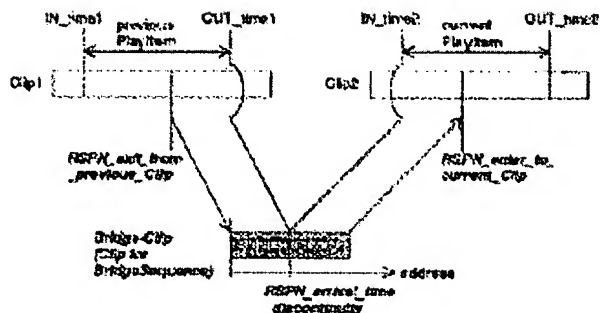 IN_time1
previous
PlayItem
OUT_time1
IN_time2
current
PlayItem
OUT_time2
Clip1
Clip2
RSPN_exit_from
_previous_Clip
RSPN_enter_to_
current_Clip
Bridge-Clip
(Clip for
BridgeSequence)
address
RSPN_arrival_time
discontinuity